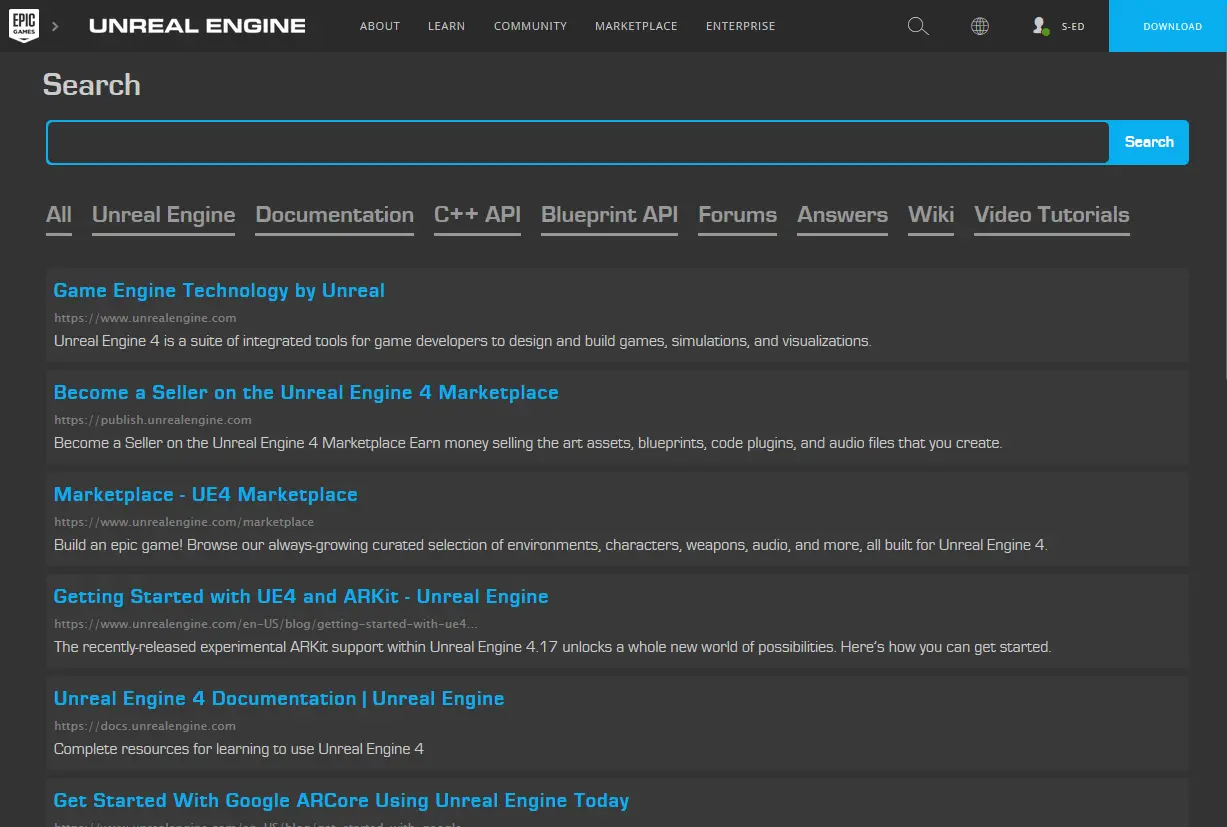 EPIC
GAMES
UNREAL ENGINE
ABOUT
LEARN
COMMUNITY
MARKETPLACE
ENTERPRISE
S-ED
DOWNLOAD
Search
Search
All
Unreal Engine
Documentation
C++ API
Blueprint API
Forums
Answers
Wiki
Video Tutorials
Game Engine Technology by Unreal
https://www.unrealengine.com
Unreal Engine 4 is a suite of integrated tools for game developers to design and build games, simulations, and visualizations.
Become a Seller on the Unreal Engine 4 Marketplace
https://publish.unrealengine.com
Become a Seller on the Unreal Engine 4 Marketplace Earn money selling the art assets, blueprints, code plugins, and audio files that you create.
Marketplace - UE4 Marketplace
https://www.unrealengine.com/marketplace
Build an epic game! Browse our always-growing curated selection of environments, characters, weapons, audio, and more, all built for Unreal Engine 4.
Getting Started with UE4 and ARKit - Unreal Engine
https://www.unrealengine.com/en-US/blog/getting-started-with-ue4...
The recently-released experimental ARKit support within Unreal Engine 4.17 unlocks a whole new world of possibilities. Here's how you can get started.
Unreal Engine 4 Documentation | Unreal Engine
https://docs.unrealengine.com
Complete resources for learning to use Unreal Engine 4
Get Started With Google ARCore Using Unreal Engine Today